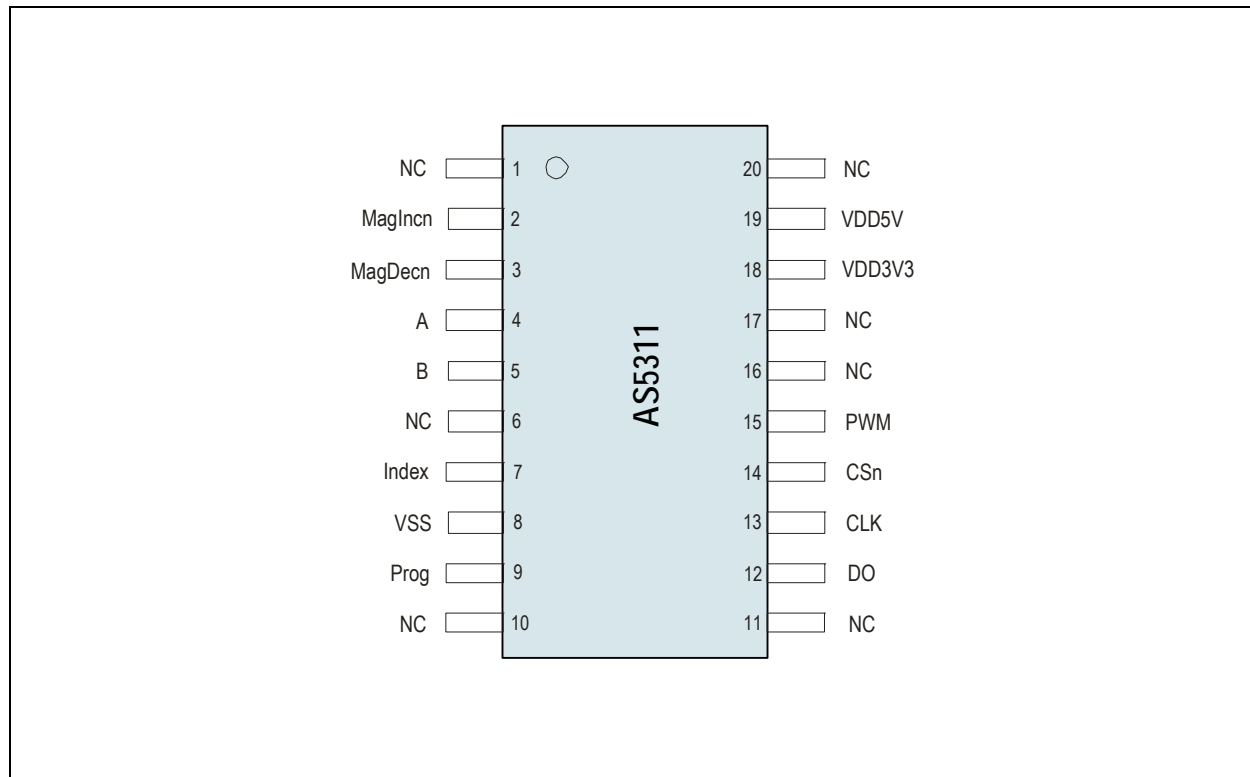 NC 1 20 NC
MagIncn 2 19 VDD5V
MagDecn 3 18 VDD3V3
A 4 17 NC
B 5 16 NC
NC 6 15 PWM
Index 7 14 CSn
VSS 8 13 CLK
Prog 9 12 DO
NC 10 11 NC
AS5311